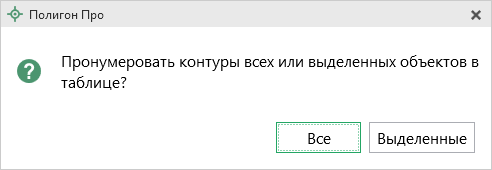 Полигон Про
Пронумеровать контуры всех или выделенных объектов в
таблице?
Все
Выделенные